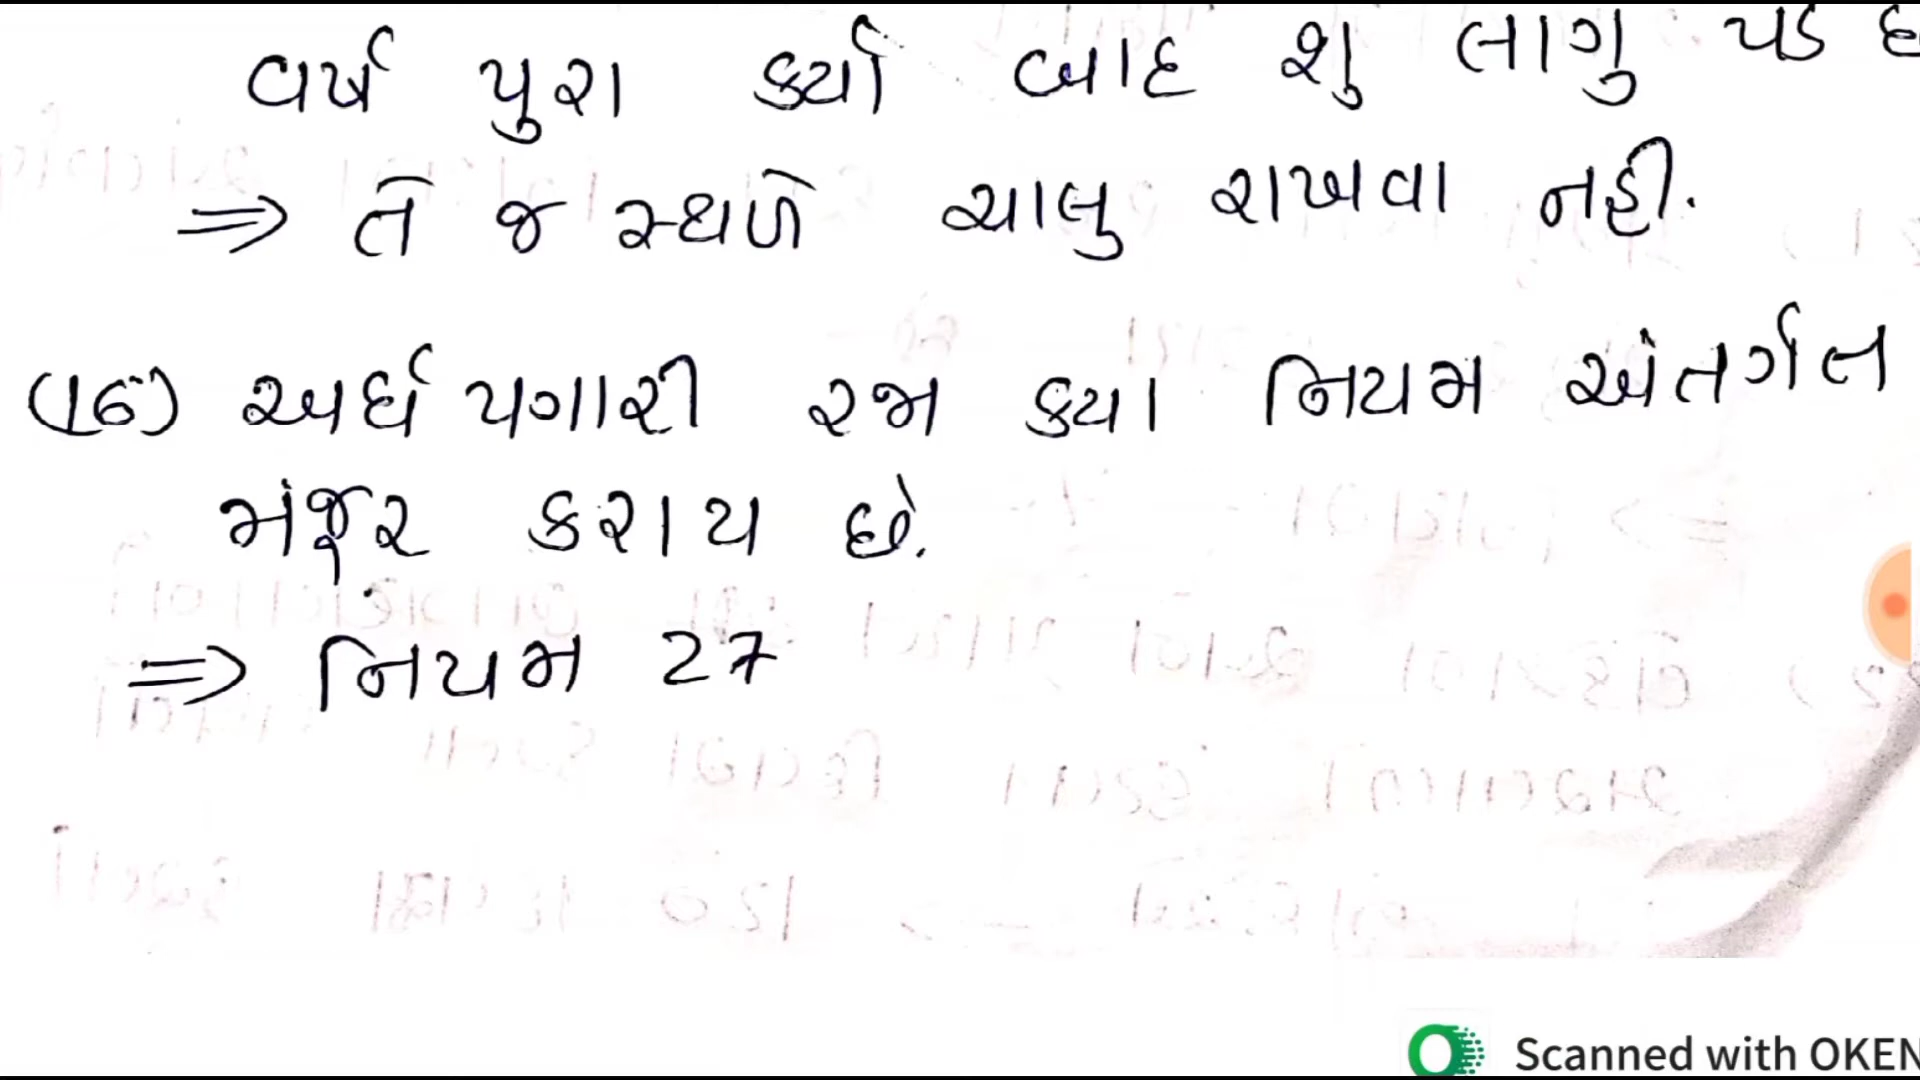 વર્ષ પુરા કર્યા બાદ શુ લાગુ પડે
⇒ તે જ સ્થળે ચાલુ રાખવા નહી.
(16) અર્ધ પગારી રજા ક્યા નિયમ અંતર્ગત
મંજૂર કરાય છે.
⇒ નિયમ 27
Scanned with OKEN